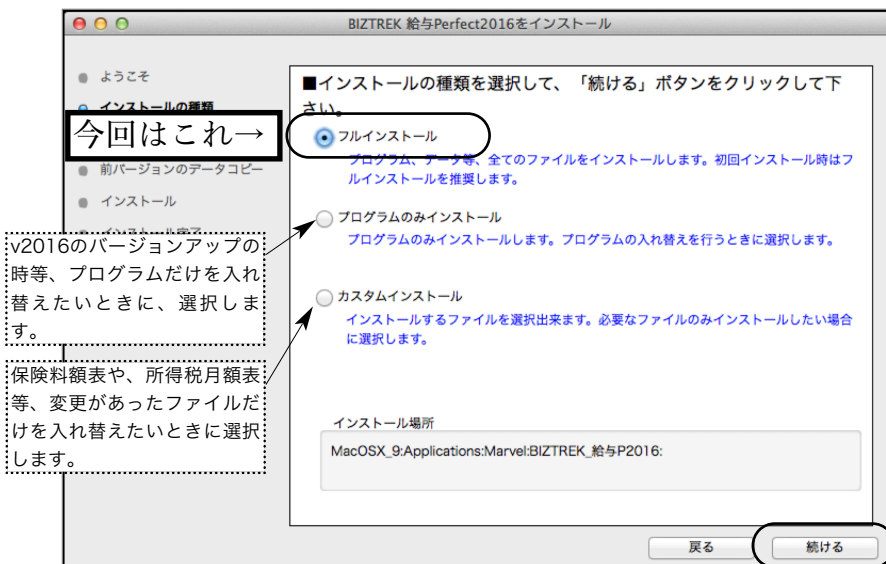 BIZTREK 給与Perfect2016をインストール
ようこそ
インストールの種類
今回はこれ→
前バージョンのデータコピー
インストール
インストール完了
■インストールの種類を選択して、「続ける」ボタンをクリックして下
さい。
フルインストール
プログラム、データ等、全てのファイルをインストールします。初回インストール時はフ
ルインストールを推奨します。
プログラムのみインストール
プログラムのみインストールします。プログラムの入れ替えを行うときに選択します。
カスタムインストール
インストールするファイルを選択出来ます。必要なファイルのみインストールしたい場合
に選択します。
v2016のバージョンアップの
時等、プログラムだけを入れ
替えたいときに、選択しま
す。
保険料額表や、所得税月額表
等、変更があったファイルだ
けを入れ替えたいときに選択
します。
インストール場所
MacOSX_9:Applications:Marvel:BIZTREK_給与P2016:
戻る
続ける